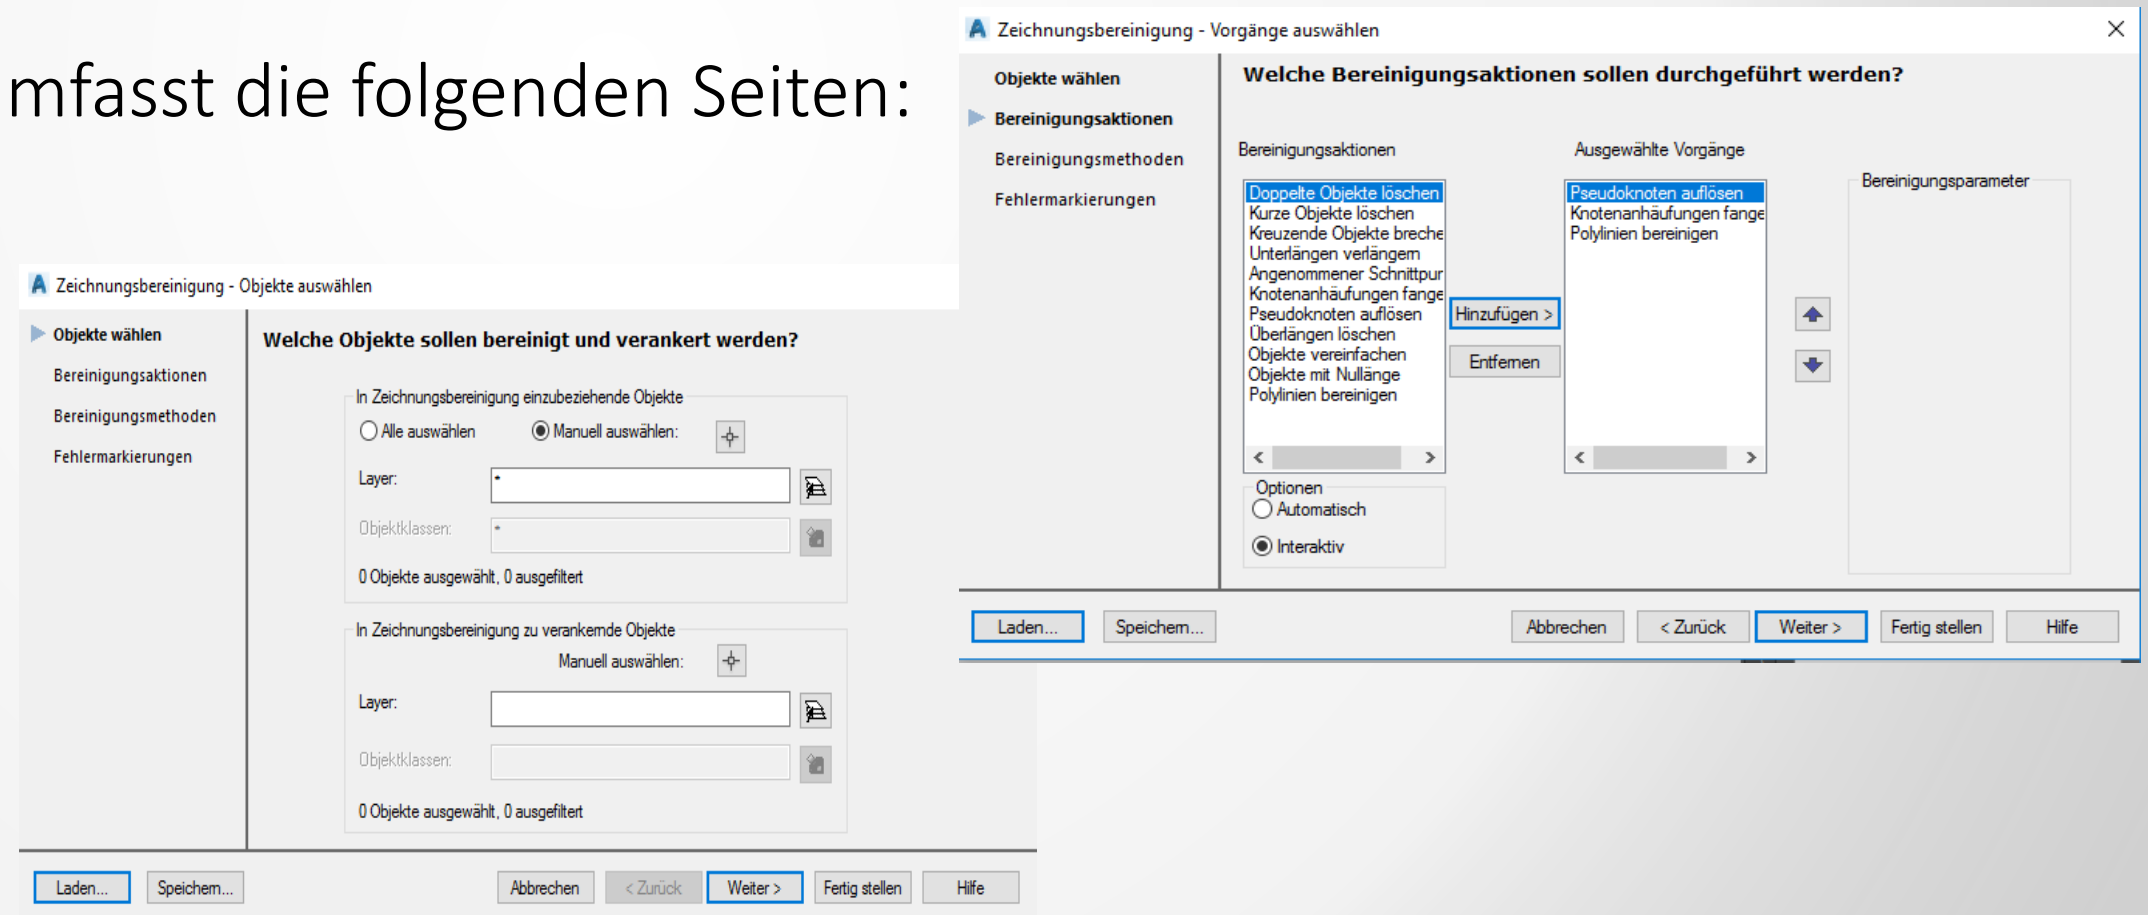 mfasst die folgenden Seiten:
Zeichnungsbereinigung - Objekte auswählen
Objekte wählen
Bereinigungsaktionen
Bereinigungsmethoden
Fehlermarkierungen
Welche Objekte sollen bereinigt und verankert werden?
In Zeichnungsbereinigung einzubeziehende Objekte
Alle auswählen Manuell auswählen:
Layer: *
Objektklassen: *
0 Objekte ausgewählt, 0 ausgefiltert
In Zeichnungsbereinigung zu verankernde Objekte
Manuell auswählen:
Layer:
Objektklassen:
0 Objekte ausgewählt, 0 ausgefiltert
Laden... Speichern... Abbrechen < Zurück Weiter > Fertig stellen Hilfe
Zeichnungsbereinigung - Vorgänge auswählen
Objekte wählen
Bereinigungsaktionen
Bereinigungsmethoden
Fehlermarkierungen
Welche Bereinigungsaktionen sollen durchgeführt werden?
Bereinigungsaktionen
Doppelte Objekte löschen
Kurze Objekte löschen
Kreuzende Objekte breche
Unterlängen verlängern
Angenommener Schnittpur
Knotenanhäufungen fange
Pseudoknoten auflösen
Überlängen löschen
Objekte vereinfachen
Objekte mit Nullänge
Polylinien bereinigen
Hinzufügen >
Entfernen
Ausgewählte Vorgänge
Pseudoknoten auflösen
Knotenanhäufungen fange
Polylinien bereinigen
Bereinigungsparameter
Optionen
Automatisch
Interaktiv
Laden... Speichern... Abbrechen < Zurück Weiter > Fertig stellen Hilfe